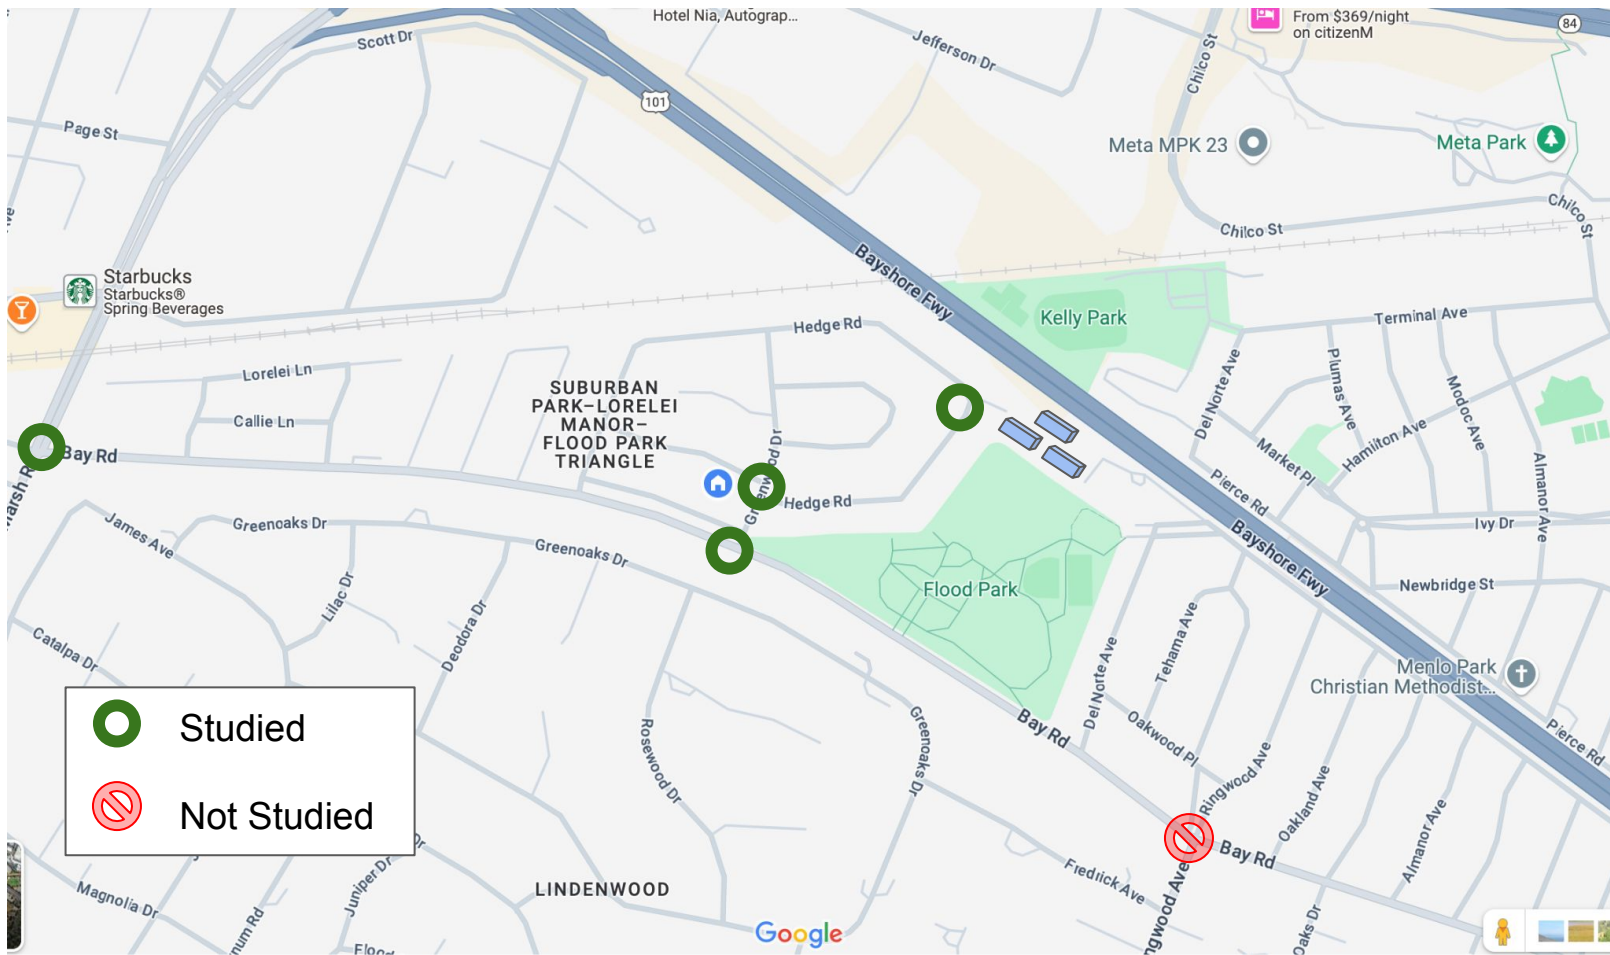 Hotel Nia, Autograp...
From $369/night
on citizenM
84
Scott Dr
Jefferson Dr
Chilco St
101
Page St
Meta MPK 23
Meta Park
Chilco St
Chilco St
Bayshore Fwy
Starbucks
Starbucks®
Spring Beverages
Kelly Park
Hedge Rd
Terminal Ave
Lorelei Ln
Del Norte Ave
Plumas Ave
Modoc Ave
SUBURBAN
PARK–LORELEI
MANOR–
FLOOD PARK
TRIANGLE
Callie Ln
Hamilton Ave
Market Pl
Almanor Ave
Bay Rd
Greenwood Dr
Hedge Rd
Pierce Rd
Ivy Dr
James Ave
Greenoaks Dr
Greenoaks Dr
Bayshore Fwy
Flood Park
Newbridge St
Lilac Dr
Deodora Dr
Catalpa Dr
Tehama Ave
Del Norte Ave
Menlo Park
Christian Methodist...
Bay Rd
Oakwood Pl
Pierce Rd
Studied
Not Studied
Rosewood Dr
Greenoaks Dr
Ringwood Ave
Oakland Ave
Almanor Ave
Bay Rd
Fredrick Ave
Magnolia Dr
Juniper Dr
LINDENWOOD
Google